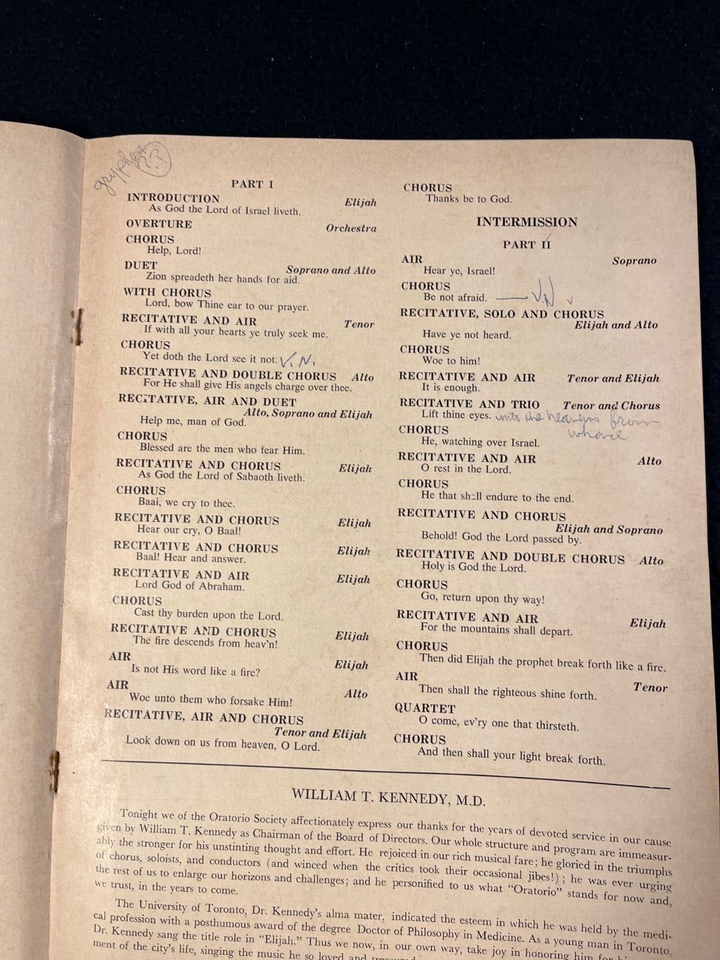 gryphon
23
PART I
INTRODUCTION
As God the Lord of Israel liveth. Elijah
OVERTURE Orchestra
CHORUS
Help, Lord!
DUET Soprano and Alto
Zion spreadeth her hands for aid.
WITH CHORUS
Lord, bow Thine ear to our prayer.
RECITATIVE AND AIR Tenor
If with all your hearts ye truly seek me.
CHORUS
Yet doth the Lord see it not. V.N.
RECITATIVE AND DOUBLE CHORUS Alto
For He shall give His angels charge over thee.
RECITATIVE, AIR AND DUET
Alto, Soprano and Elijah
Help me, man of God.
CHORUS
Blessed are the men who fear Him.
RECITATIVE AND CHORUS Elijah
As God the Lord of Sabaoth liveth.
CHORUS
Baal, we cry to thee.
RECITATIVE AND CHORUS Elijah
Hear our cry, O Baal!
RECITATIVE AND CHORUS Elijah
Baal! Hear and answer.
RECITATIVE AND AIR Elijah
Lord God of Abraham.
CHORUS
Cast thy burden upon the Lord.
RECITATIVE AND CHORUS Elijah
The fire descends from heav'n!
AIR Elijah
Is not His word like a fire?
AIR Alto
Woe unto them who forsake Him!
RECITATIVE, AIR AND CHORUS
Tenor and Elijah
Look down on us from heaven, O Lord.
CHORUS
Thanks be to God.
INTERMISSION
PART II
AIR Soprano
Hear ye, Israel!
CHORUS
Be not afraid. — V.N.
RECITATIVE, SOLO AND CHORUS
Elijah and Alto
Have ye not heard.
CHORUS
Woe to him!
RECITATIVE AND AIR Tenor and Elijah
It is enough.
RECITATIVE AND TRIO Tenor and Chorus
Lift thine eyes. unto the heavens from
whence
CHORUS
He, watching over Israel.
RECITATIVE AND AIR Alto
O rest in the Lord.
CHORUS
He that shall endure to the end.
RECITATIVE AND CHORUS
Elijah and Soprano
Behold! God the Lord passed by.
RECITATIVE AND DOUBLE CHORUS Alto
Holy is God the Lord.
CHORUS
Go, return upon thy way!
RECITATIVE AND AIR Elijah
For the mountains shall depart.
CHORUS
Then did Elijah the prophet break forth like a fire.
AIR Tenor
Then shall the righteous shine forth.
QUARTET
O come, ev'ry one that thirsteth.
CHORUS
And then shall your light break forth.
WILLIAM T. KENNEDY, M.D.
Tonight we of the Oratorio Society affectionately express our thanks for the years of devoted service in our cause
given by William T. Kennedy as Chairman of the Board of Directors. Our whole structure and program are immeasur-
ably the stronger for his unstinting thought and effort. He rejoiced in our rich musical fare; he gloried in the triumphs
of chorus, soloists, and conductors (and winced when the critics took their occasional jibes!); he was ever urging
the rest of us to enlarge our horizons and challenges; and he personified to us what "Oratorio" stands for now and,
we trust, in the years to come.
The University of Toronto, Dr. Kennedy's alma mater, indicated the esteem in which he was held by the medi-
cal profession with a posthumous award of the degree Doctor of Philosophy in Medicine. As a young man in Toronto,
Dr. Kennedy sang the title role in "Elijah." Thus we now, in our own way, take joy in honoring him for
ment of the city's life, singing the music he so loved and